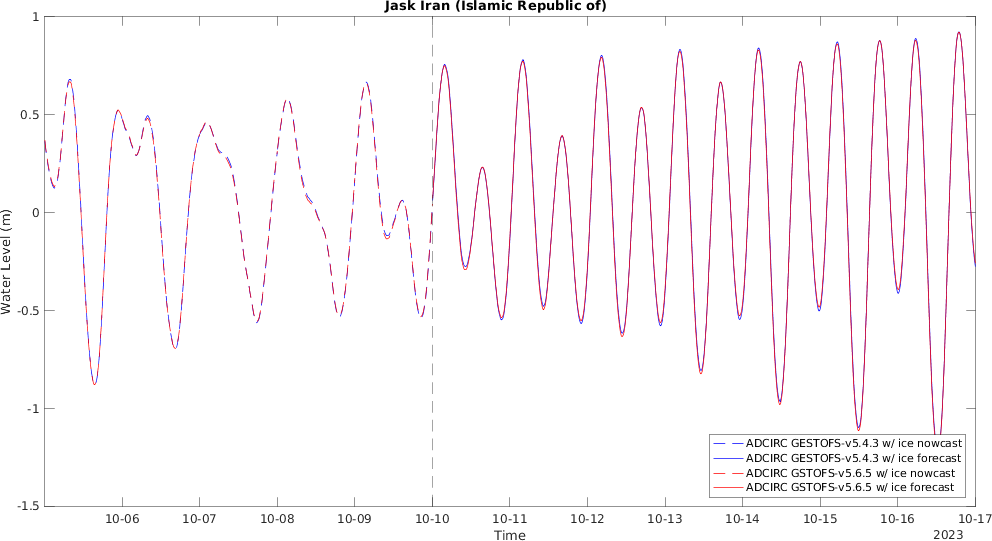 Jask Iran (Islamic Republic of)
Water Level (m)
1
0.5
0
-0.5
-1
-1.5
ADCIRC GESTOFS-v5.4.3 w/ ice nowcast
ADCIRC GESTOFS-v5.4.3 w/ ice forecast
ADCIRC GSTOFS-v5.6.5 w/ ice nowcast
ADCIRC GSTOFS-v5.6.5 w/ ice forecast
10-06 10-07 10-08 10-09 10-10 10-11 10-12 10-13 10-14 10-15 10-16 10-17
Time
2023